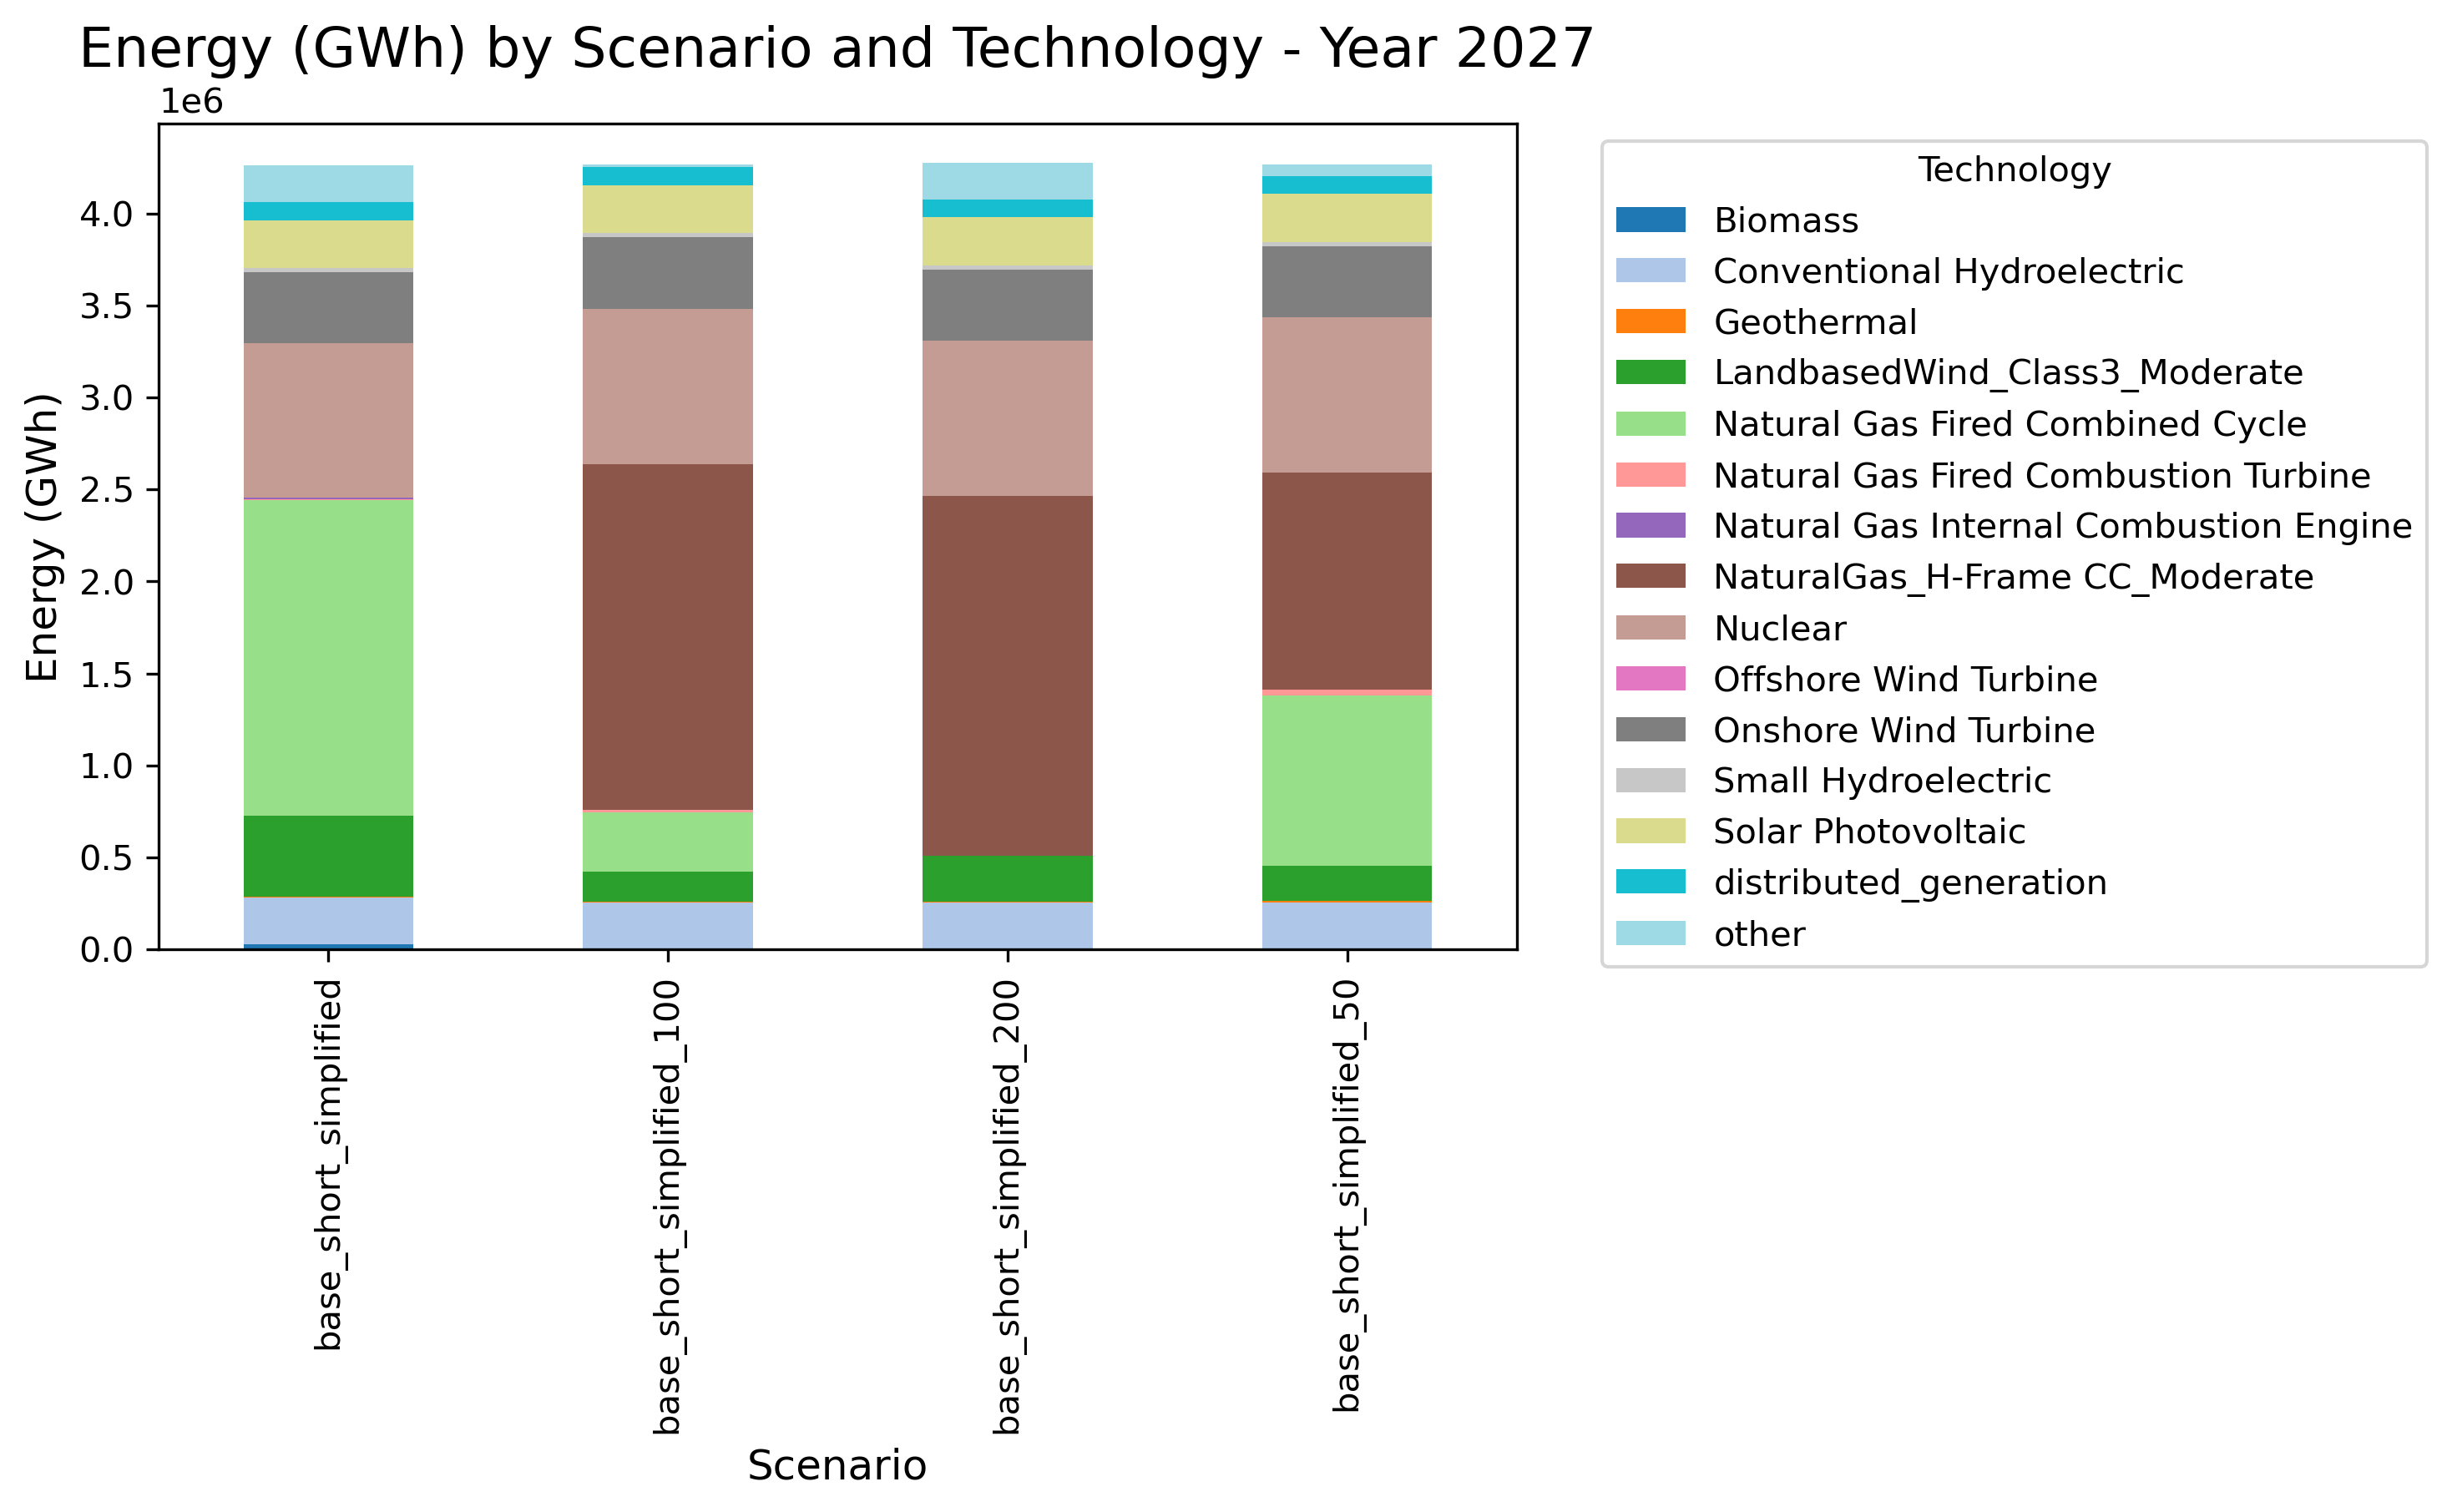 Energy (GWh) by Scenario and Technology - Year 2027
1e6
4.0
3.5
3.0
2.5
2.0
1.5
1.0
0.5
0.0
Energy (GWh)
base_short_simplified
base_short_simplified_100
base_short_simplified_200
base_short_simplified_50
Scenario
Technology
Biomass
Conventional Hydroelectric
Geothermal
LandbasedWind_Class3_Moderate
Natural Gas Fired Combined Cycle
Natural Gas Fired Combustion Turbine
Natural Gas Internal Combustion Engine
NaturalGas_H-Frame CC_Moderate
Nuclear
Offshore Wind Turbine
Onshore Wind Turbine
Small Hydroelectric
Solar Photovoltaic
distributed_generation
other